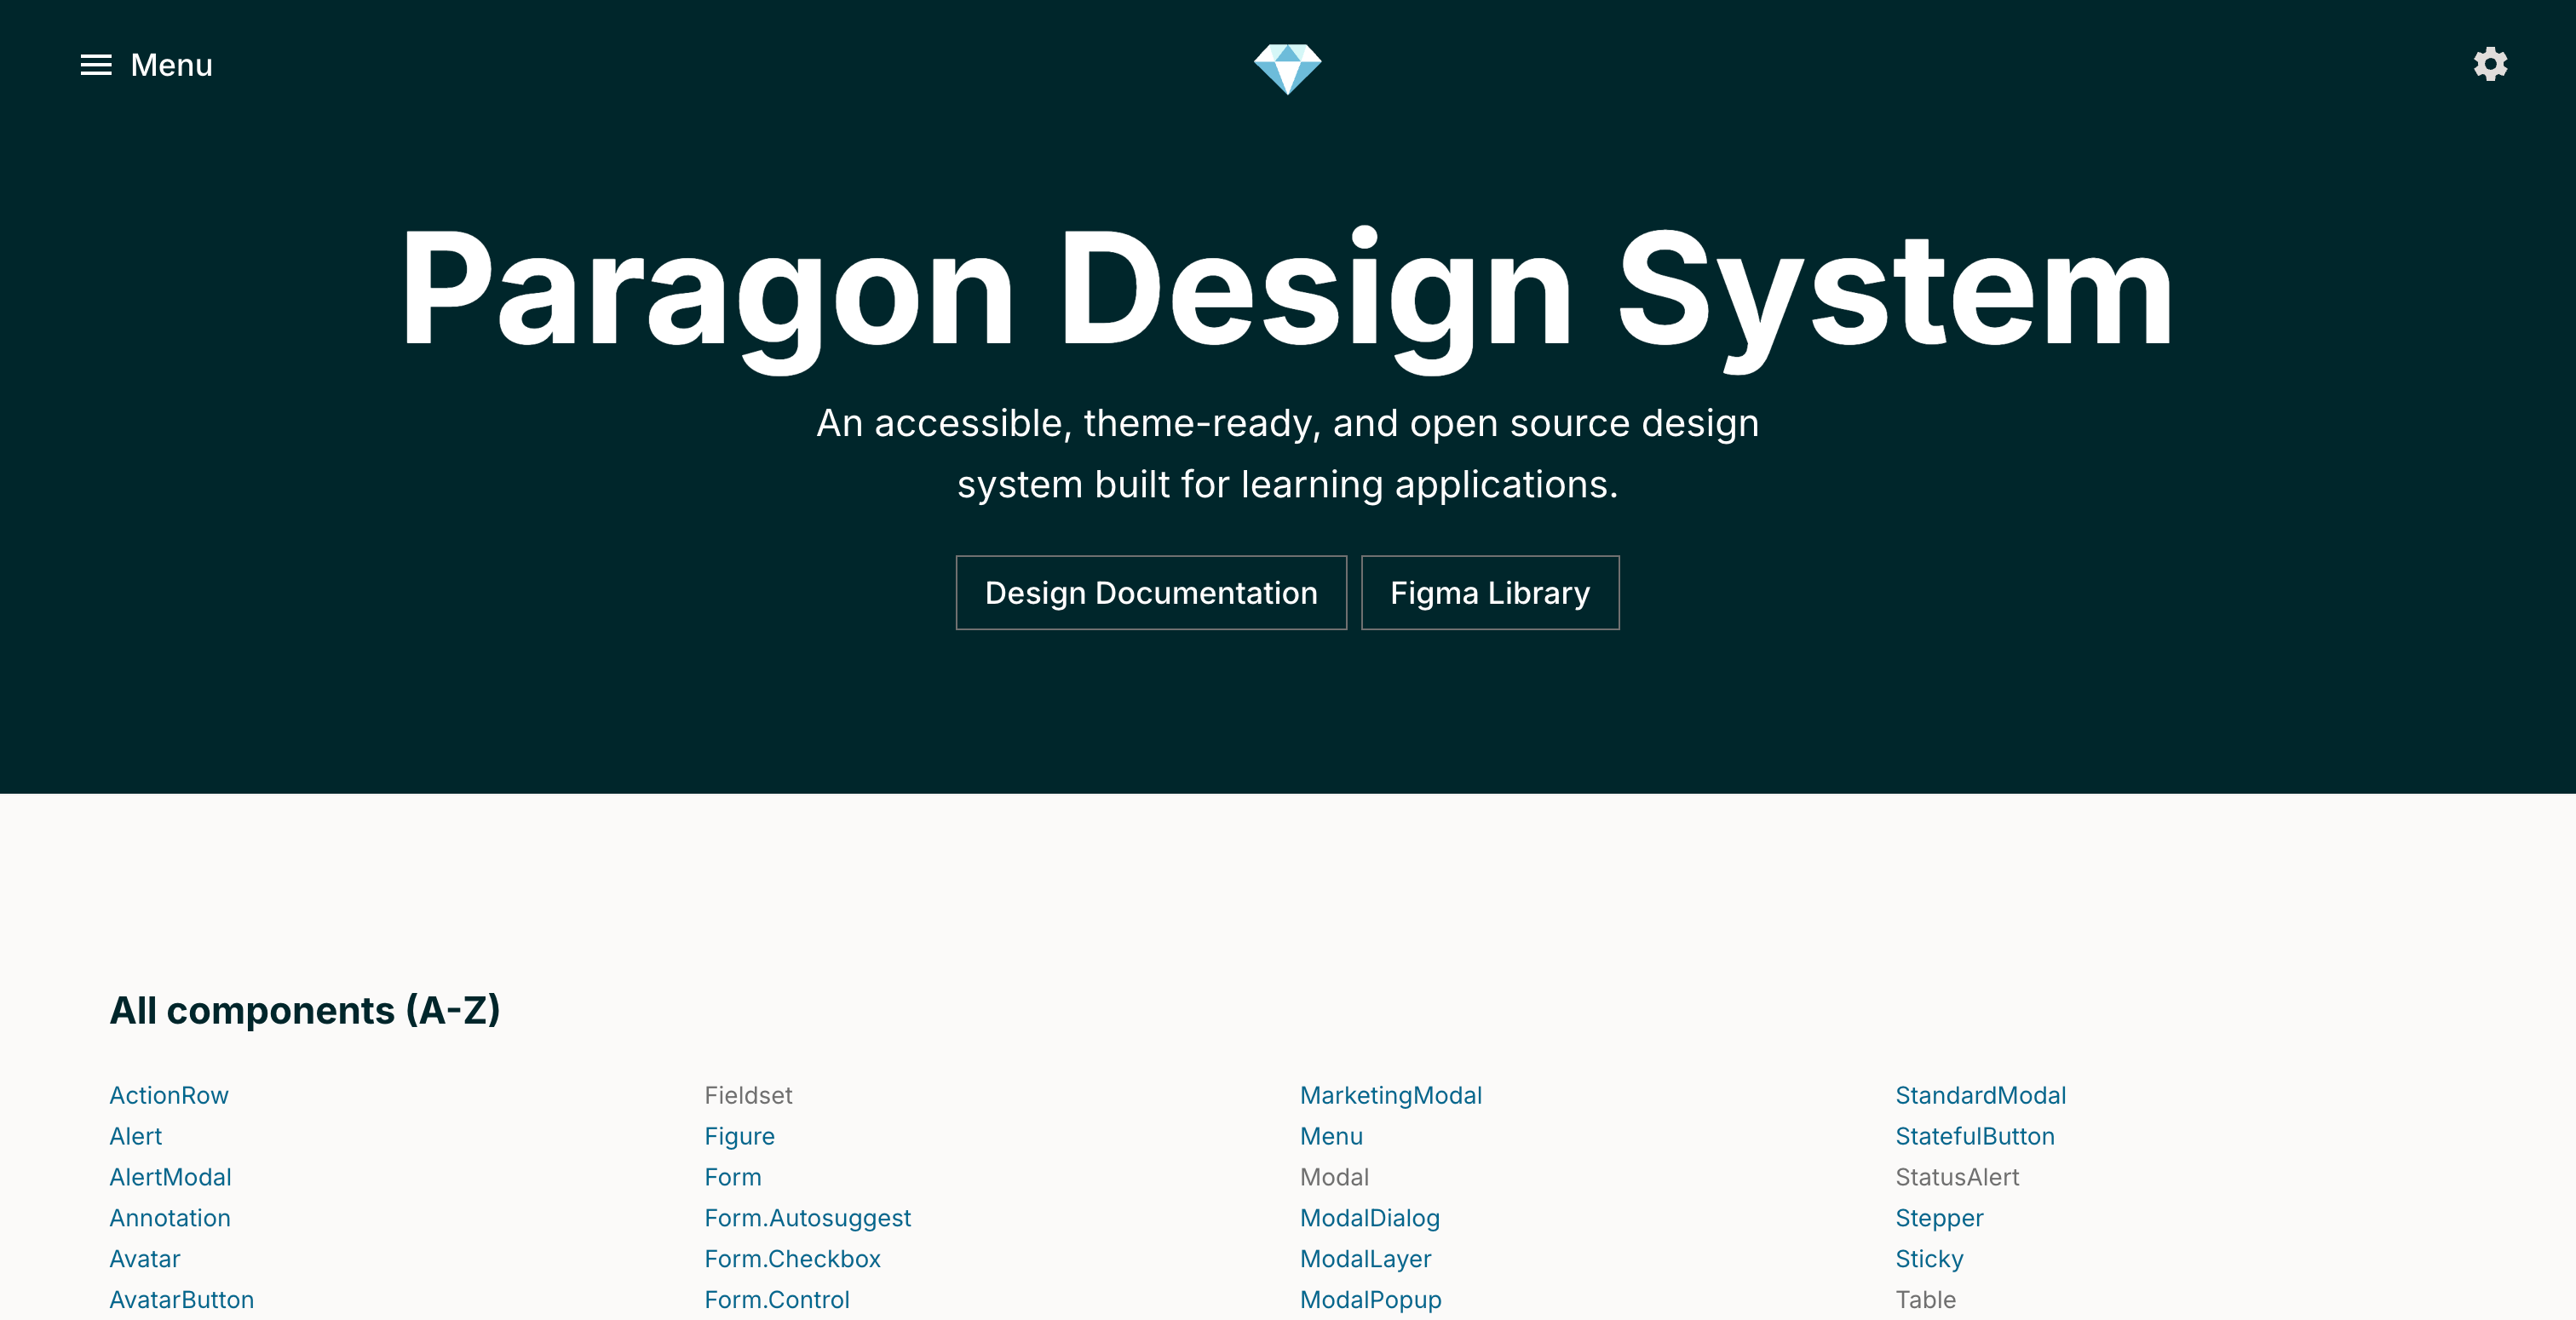 Menu
Paragon Design System
An accessible, theme-ready, and open source design
system built for learning applications.
Design Documentation
Figma Library
All components (A-Z)
ActionRow
Alert
AlertModal
Annotation
Avatar
AvatarButton
Fieldset
Figure
Form
Form.Autosuggest
Form.Checkbox
Form.Control
MarketingModal
Menu
Modal
ModalDialog
ModalLayer
ModalPopup
StandardModal
StatefulButton
StatusAlert
Stepper
Sticky
Table